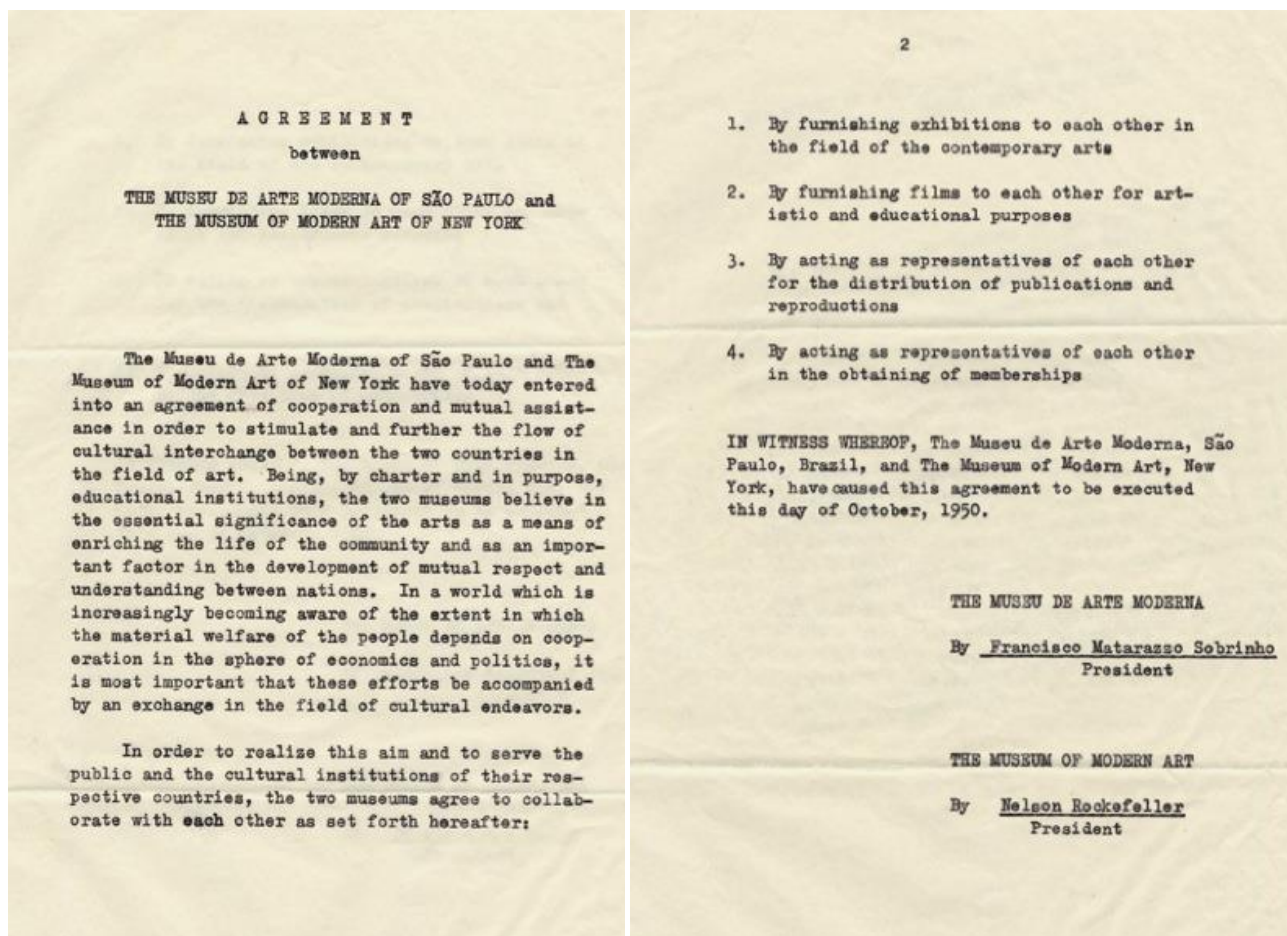 AGREEMENT
between
THE MUSEU DE ARTE MODERNA OF SÃO PAULO and
THE MUSEUM OF MODERN ART OF NEW YORK
The Museu de Arte Moderna of São Paulo and The
Museum of Modern Art of New York have today entered
into an agreement of cooperation and mutual assist-
ance in order to stimulate and further the flow of
cultural interchange between the two countries in
the field of art. Being, by charter and in purpose,
educational institutions, the two museums believe in
the essential significance of the arts as a means of
enriching the life of the community and as an impor-
tant factor in the development of mutual respect and
understanding between nations. In a world which is
increasingly becoming aware of the extent in which
the material welfare of the people depends on coop-
eration in the sphere of economics and politics, it
is most important that these efforts be accompanied
by an exchange in the field of cultural endeavors.
In order to realize this aim and to serve the
public and the cultural institutions of their res-
pective countries, the two museums agree to collab-
orate with each other as set forth hereafter:
2
1. By furnishing exhibitions to each other in
the field of the contemporary arts
2. By furnishing films to each other for art-
istic and educational purposes
3. By acting as representatives of each other
for the distribution of publications and
reproductions
4. By acting as representatives of each other
in the obtaining of memberships
IN WITNESS WHEREOF, The Museu de Arte Moderna, São
Paulo, Brazil, and The Museum of Modern Art, New
York, have caused this agreement to be executed
this day of October, 1950.
THE MUSEU DE ARTE MODERNA
By Francisco Matarazzo Sobrinho
President
THE MUSEUM OF MODERN ART
By Nelson Rockefeller
President